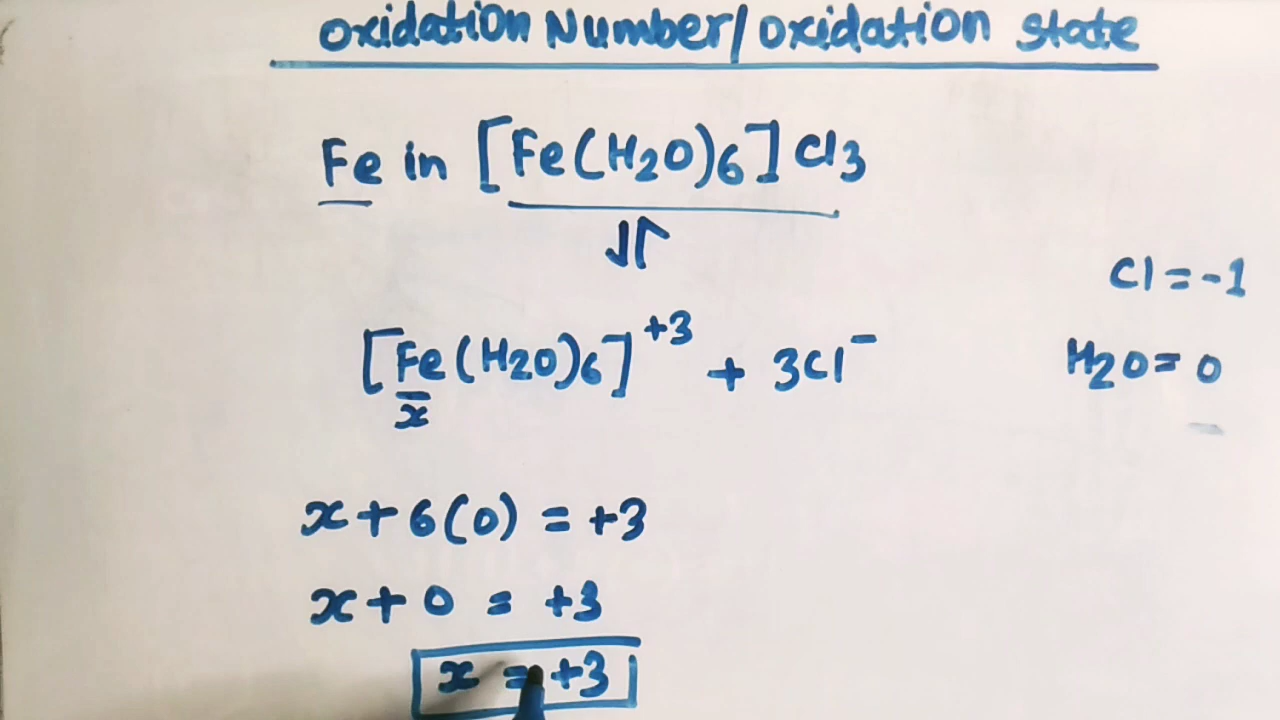 oxidation Number/oxidation state
Fe in [Fe(H2O)6]Cl3
[Fe(H2O)6]+3 + 3Cl-
x
Cl = -1
H2O = 0
x + 6(0) = +3
x + 0 = +3
x = +3